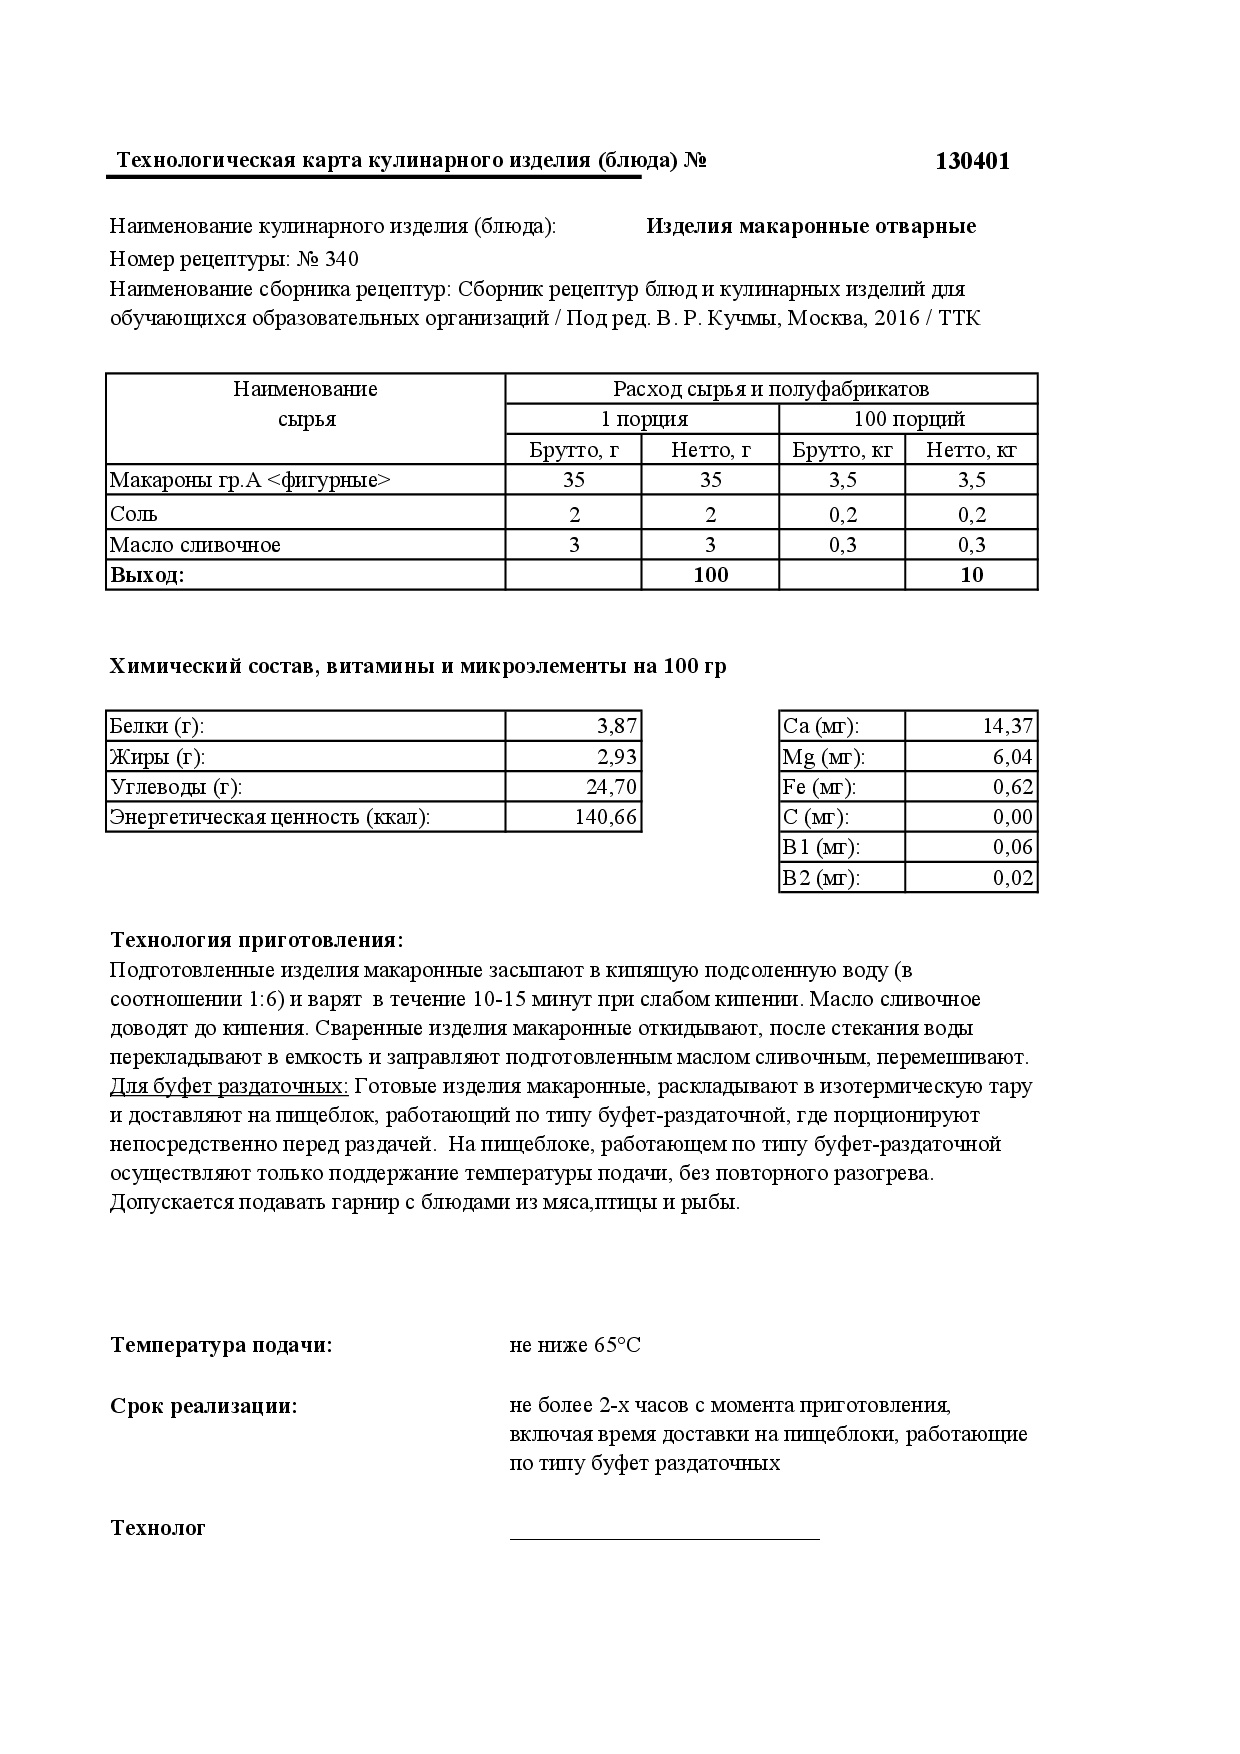 Технологическая карта кулинарного изделия (блюда) № 130401
Наименование кулинарного изделия (блюда): Изделия макаронные отварные
Номер рецептуры: № 340
Наименование сборника рецептур: Сборник рецептур блюд и кулинарных изделий для
обучающихся образовательных организаций / Под ред. В. Р. Кучмы, Москва, 2016 / ТТК
Наименование сырья Расход сырья и полуфабрикатов
1 порция 100 порций
Брутто, г Нетто, г Брутто, кг Нетто, кг
Макароны гр.А <фигурные> 35 35 3,5 3,5
Соль 2 2 0,2 0,2
Масло сливочное 3 3 0,3 0,3
Выход: 100 10
Химический состав, витамины и микроэлементы на 100 гр
Белки (г): 3,87 Ca (мг): 14,37
Жиры (г): 2,93 Mg (мг): 6,04
Углеводы (г): 24,70 Fe (мг): 0,62
Энергетическая ценность (ккал): 140,66 C (мг): 0,00
B1 (мг): 0,06
B2 (мг): 0,02
Технология приготовления:
Подготовленные изделия макаронные засыпают в кипящую подсоленную воду (в
соотношении 1:6) и варят в течение 10-15 минут при слабом кипении. Масло сливочное
доводят до кипения. Сваренные изделия макаронные откидывают, после стекания воды
перекладывают в емкость и заправляют подготовленным маслом сливочным, перемешивают.
Для буфет раздаточных: Готовые изделия макаронные, раскладывают в изотермическую тару
и доставляют на пищеблок, работающий по типу буфет-раздаточной, где порционируют
непосредственно перед раздачей. На пищеблоке, работающем по типу буфет-раздаточной
осуществляют только поддержание температуры подачи, без повторного разогрева.
Допускается подавать гарнир с блюдами из мяса,птицы и рыбы.
Температура подачи: не ниже 65°С
Срок реализации: не более 2-х часов с момента приготовления,
включая время доставки на пищеблоки, работающие
по типу буфет раздаточных
Технолог